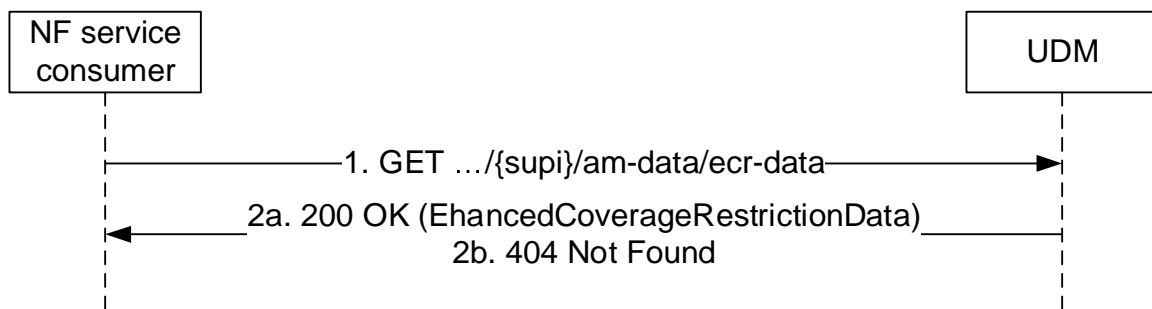 NF service
consumer
UDM
1. GET …/{supi}/am-data/ecr-data
2a. 200 OK (EhancedCoverageRestrictionData)
2b. 404 Not Found